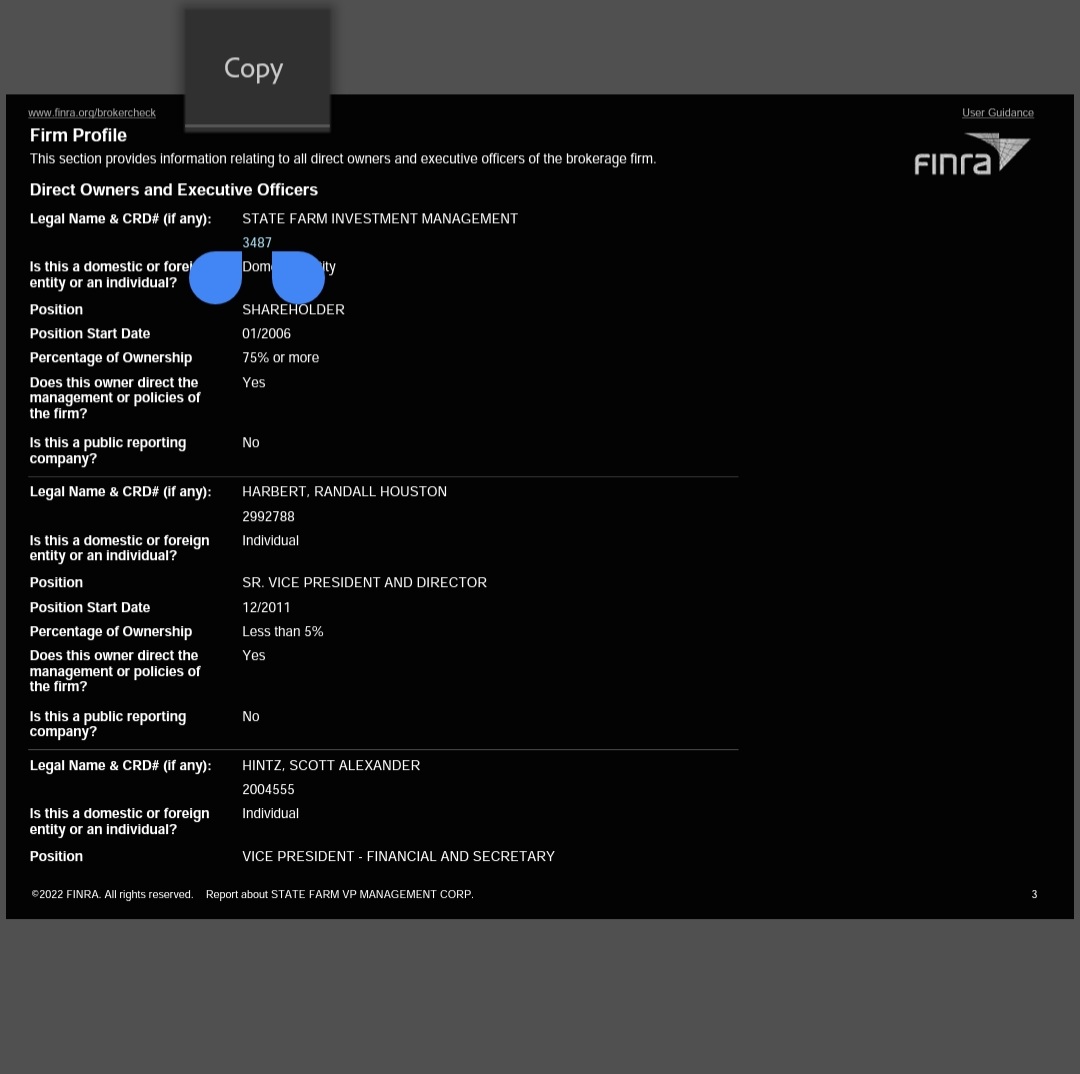 Copy
www.finra.org/brokercheck
User Guidance
Firm Profile
This section provides information relating to all direct owners and executive officers of the brokerage firm.
finra
Direct Owners and Executive Officers
Legal Name & CRD# (if any): STATE FARM INVESTMENT MANAGEMENT
3487
Is this a domestic or
entity or an individual?
Position SHAREHOLDER
Position Start Date 01/2006
Percentage of Ownership 75% or more
Does this owner direct the Yes
management or policies of
the firm?
Is this a public reporting No
company?
Legal Name & CRD# (if any): HARBERT, RANDALL HOUSTON
2992788
Is this a domestic or foreign Individual
entity or an individual?
Position SR. VICE PRESIDENT AND DIRECTOR
Position Start Date 12/2011
Percentage of Ownership Less than 5%
Does this owner direct the Yes
management or policies of
the firm?
Is this a public reporting No
company?
Legal Name & CRD# (if any): HINTZ, SCOTT ALEXANDER
2004555
Is this a domestic or foreign Individual
entity or an individual?
Position VICE PRESIDENT - FINANCIAL AND SECRETARY
©2022 FINRA. All rights reserved. Report about STATE FARM VP MANAGEMENT CORP. 3